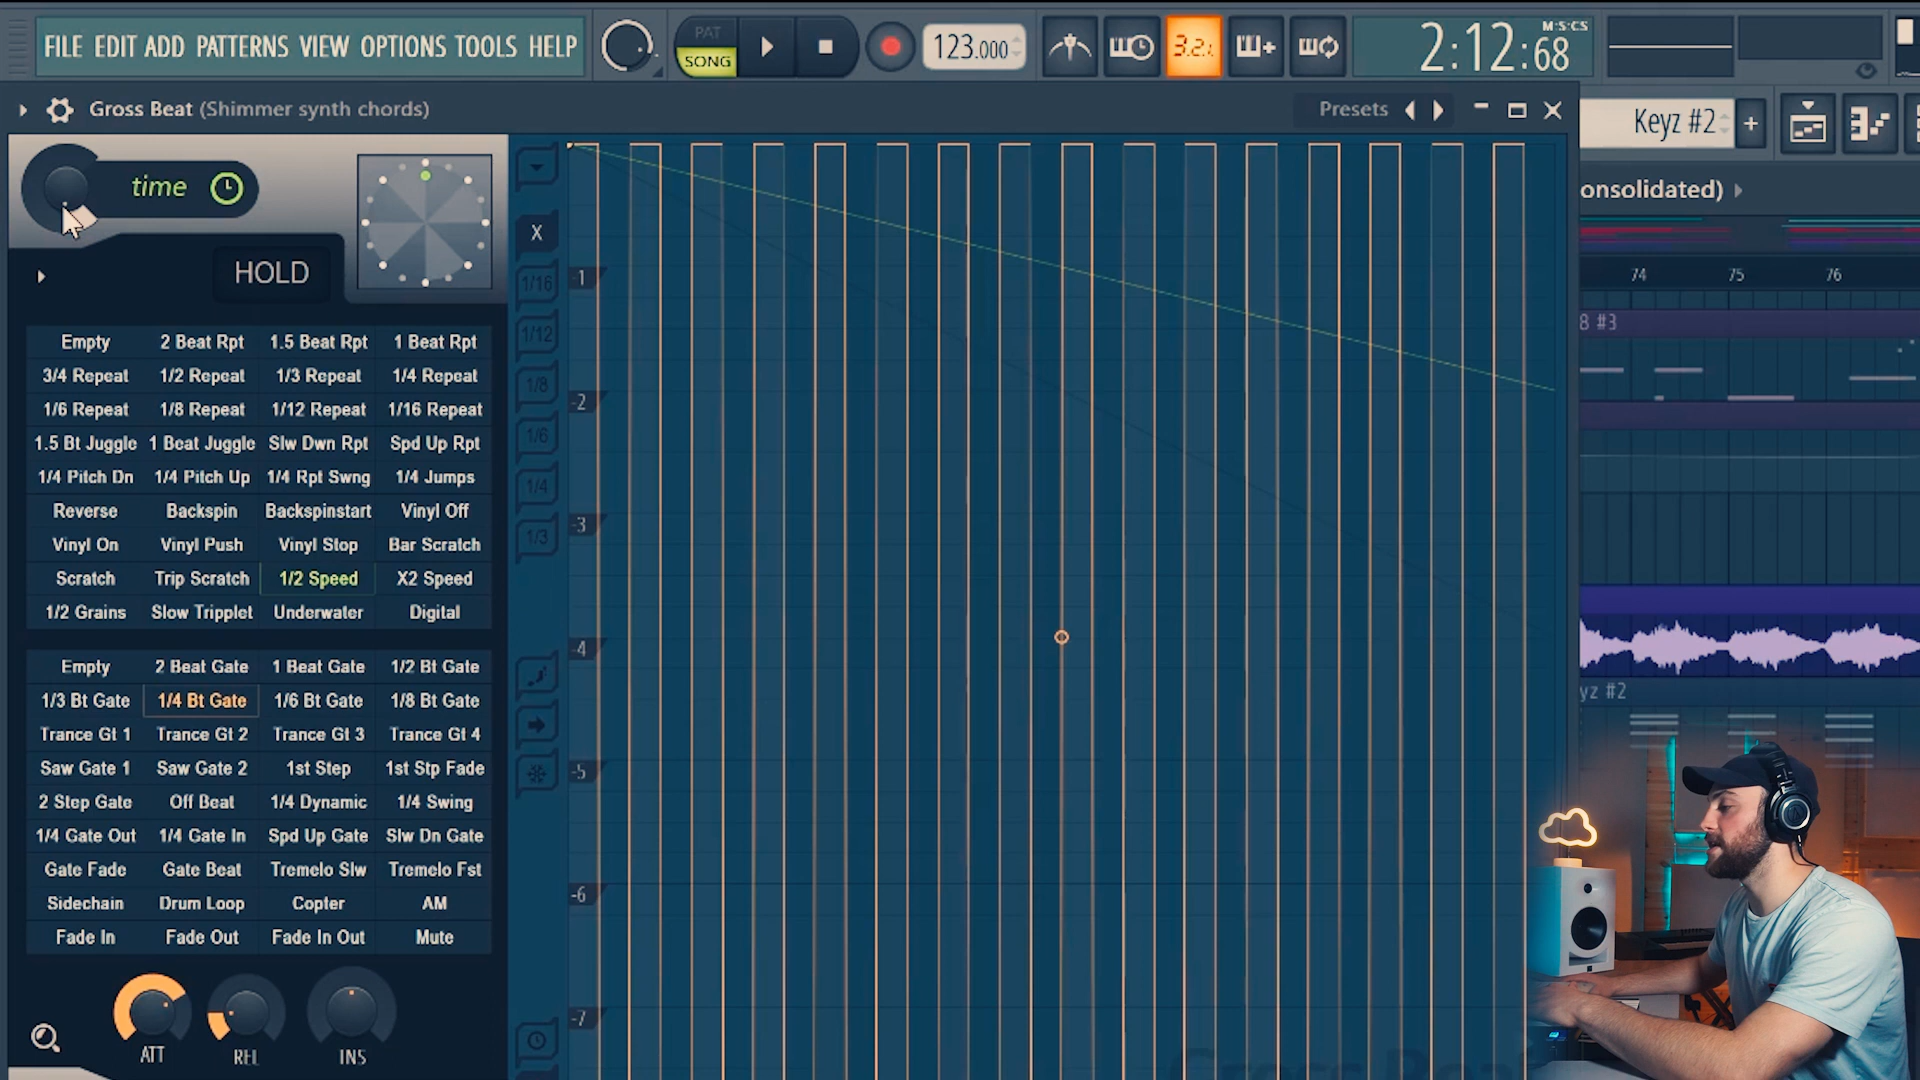 FILE EDIT ADD PATTERNS VIEW OPTIONS TOOLS HELP
PAT
SONG
123.000
3.2.
2:12:68
M:S:CS
Gross Beat (Shimmer synth chords)
Presets
Keyz #2
time
HOLD
onsolidated)
74 75 76
8 #3
yz #2
Empty 2 Beat Rpt 1.5 Beat Rpt 1 Beat Rpt
3/4 Repeat 1/2 Repeat 1/3 Repeat 1/4 Repeat
1/6 Repeat 1/8 Repeat 1/12 Repeat 1/16 Repeat
1.5 Bt Juggle 1 Beat Juggle Slw Dwn Rpt Spd Up Rpt
1/4 Pitch Dn 1/4 Pitch Up 1/4 Rpt Swng 1/4 Jumps
Reverse Backspin Backspinstart Vinyl Off
Vinyl On Vinyl Push Vinyl Stop Bar Scratch
Scratch Trip Scratch 1/2 Speed X2 Speed
1/2 Grains Slow Tripplet Underwater Digital
Empty 2 Beat Gate 1 Beat Gate 1/2 Bt Gate
1/3 Bt Gate 1/4 Bt Gate 1/6 Bt Gate 1/8 Bt Gate
Trance Gt 1 Trance Gt 2 Trance Gt 3 Trance Gt 4
Saw Gate 1 Saw Gate 2 1st Step 1st Stp Fade
2 Step Gate Off Beat 1/4 Dynamic 1/4 Swing
1/4 Gate Out 1/4 Gate In Spd Up Gate Slw Dn Gate
Gate Fade Gate Beat Tremelo Slw Tremelo Fst
Sidechain Drum Loop Copter AM
Fade In Fade Out Fade In Out Mute
ATT REL INS
X
1/16
1/12
1/8
1/6
1/4
1/3
-1
-2
-3
-4
-5
-6
-7